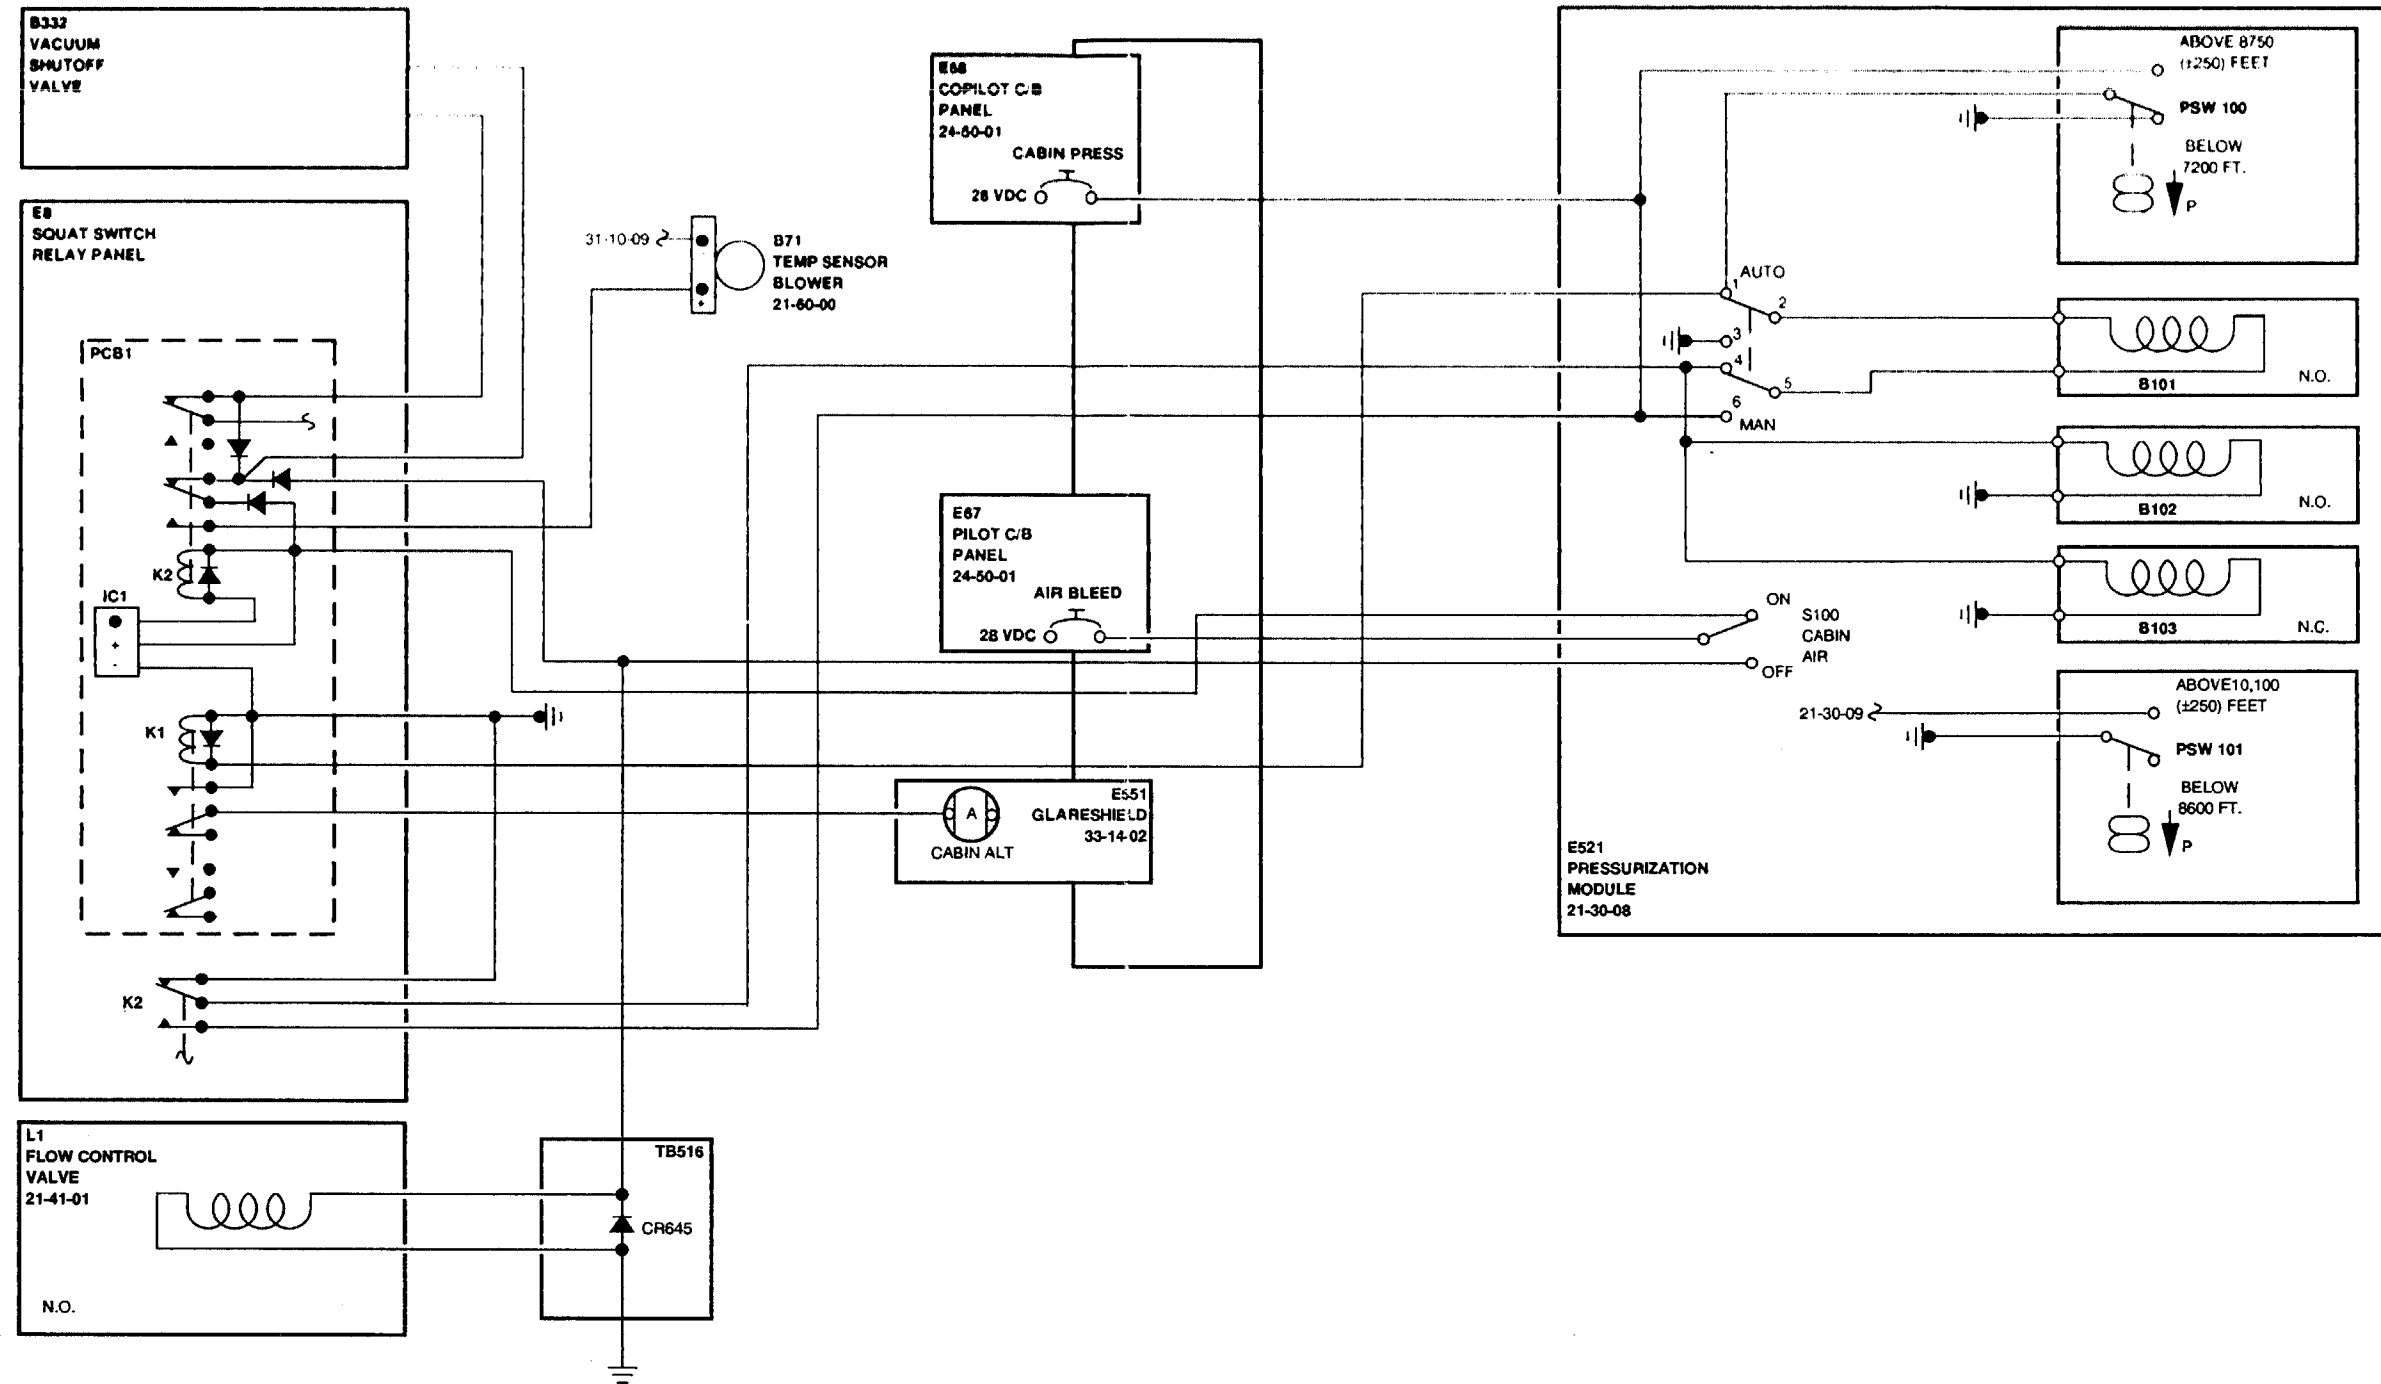 B332
VACUUM
SHUTOFF
VALVE
E8
SQUAT SWITCH
RELAY PANEL
PCB1
K2
IC1
+
-
K1
K2
L1
FLOW CONTROL
VALVE
21-41-01
N.O.
TB516
CR645
31-10-09
B71
TEMP SENSOR
BLOWER
21-60-00
+
E68
COPILOT C/B
PANEL
24-50-01
CABIN PRESS
28 VDC
E67
PILOT C/B
PANEL
24-50-01
AIR BLEED
28 VDC
E551
GLARESHIELD
33-14-02
A
CABIN ALT
ABOVE 8750
(±250) FEET
PSW 100
BELOW
7200 FT.
P
AUTO
1
2
3
4
5
6
MAN
B101
N.O.
B102
N.O.
B103
N.C.
ON
S100
CABIN
AIR
OFF
21-30-09
ABOVE10,100
(±250) FEET
PSW 101
BELOW
8600 FT.
P
E521
PRESSURIZATION
MODULE
21-30-08